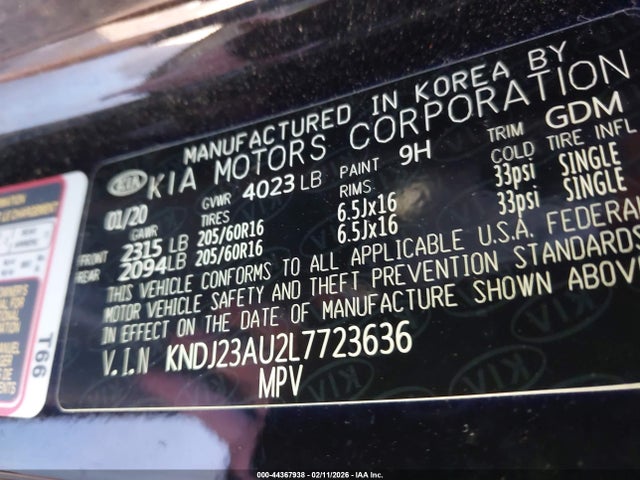 MANUFACTURED IN KOREA BY
KIA KIA MOTORS CORPORATION
01/20 GVWR 4023 LB PAINT 9H TRIM GDM
GAWR TIRES RIMS COLD TIRE INFL
FRONT 2315 LB 205/60R16 6.5Jx16 33psi SINGLE
REAR 2094LB 205/60R16 6.5Jx16 33psi SINGLE
THIS VEHICLE CONFORMS TO ALL APPLICABLE U.S.A. FEDERAL
MOTOR VEHICLE SAFETY AND THEFT PREVENTION STANDARDS
IN EFFECT ON THE DATE OF MANUFACTURE SHOWN ABOVE
V.I.N KNDJ23AU2L7723636
MPV
T66
000-44367938 - 02/11/2026 - IAA Inc.